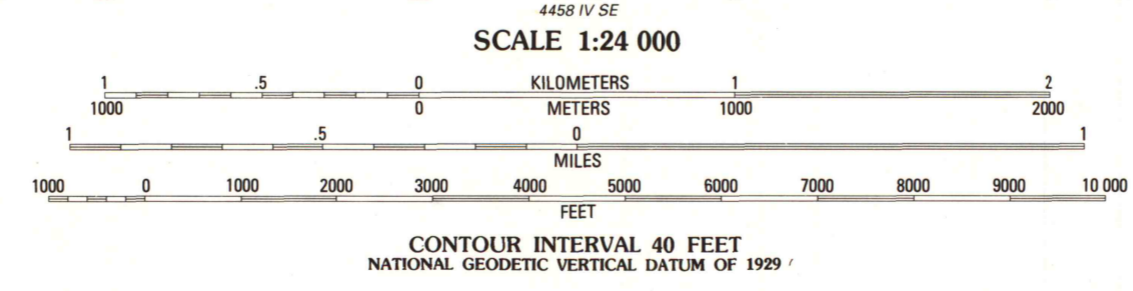 4458 IV SE
SCALE 1:24 000
1 .5 0 KILOMETERS 1 2
1000 0 METERS 1000 2000
1 .5 0 1
MILES
1000 0 1000 2000 3000 4000 5000 6000 7000 8000 9000 10 000
FEET
CONTOUR INTERVAL 40 FEET
NATIONAL GEODETIC VERTICAL DATUM OF 1929